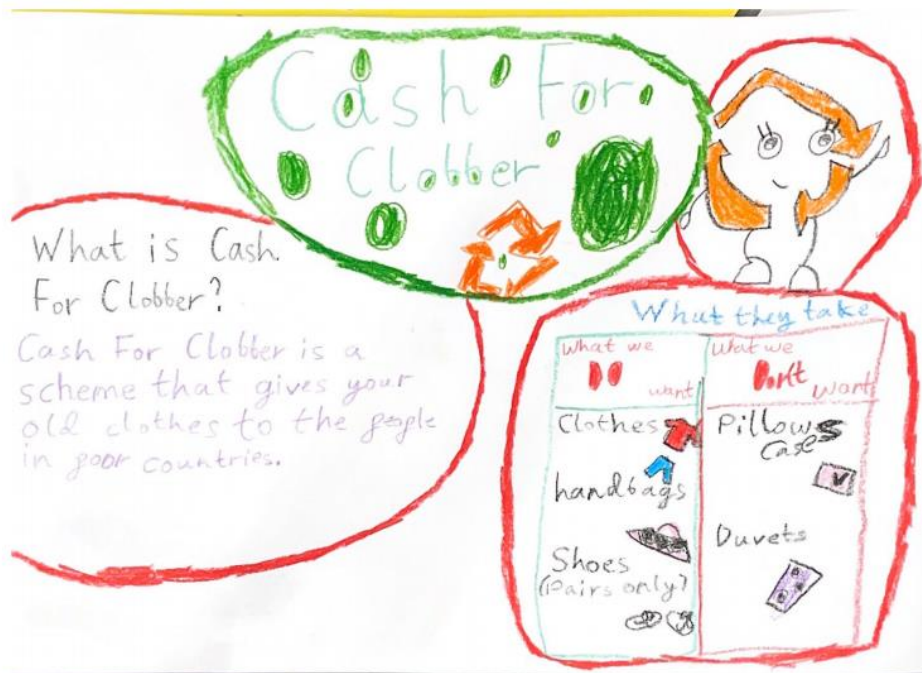 Cash For
Clobber
What is Cash
For Clobber?
Cash For Clobber is a
scheme that gives your
old clothes to the people
in poor countries.
What they take
What we
DO
want
Clothes
handbags
Shoes
(Pairs only)
What we
Don't
want
Pillows
Case
Duvets